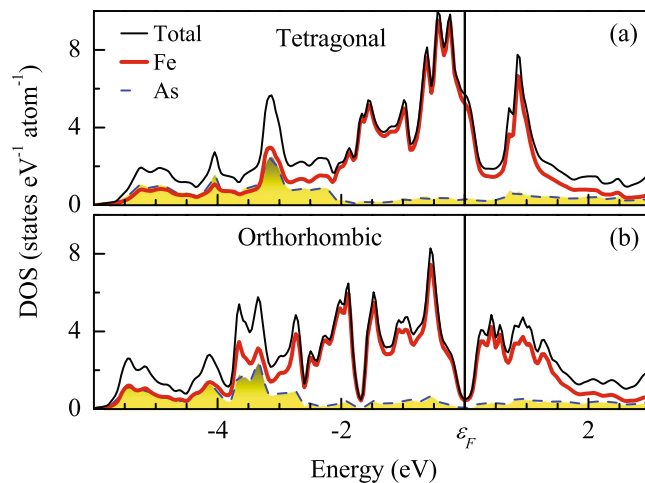 Total
Fe
As
Tetragonal
(a)
8
4
0
Orthorhombic
(b)
8
4
0
DOS (states eV⁻¹ atom⁻¹)
-4
-2
ε_F
2
Energy (eV)